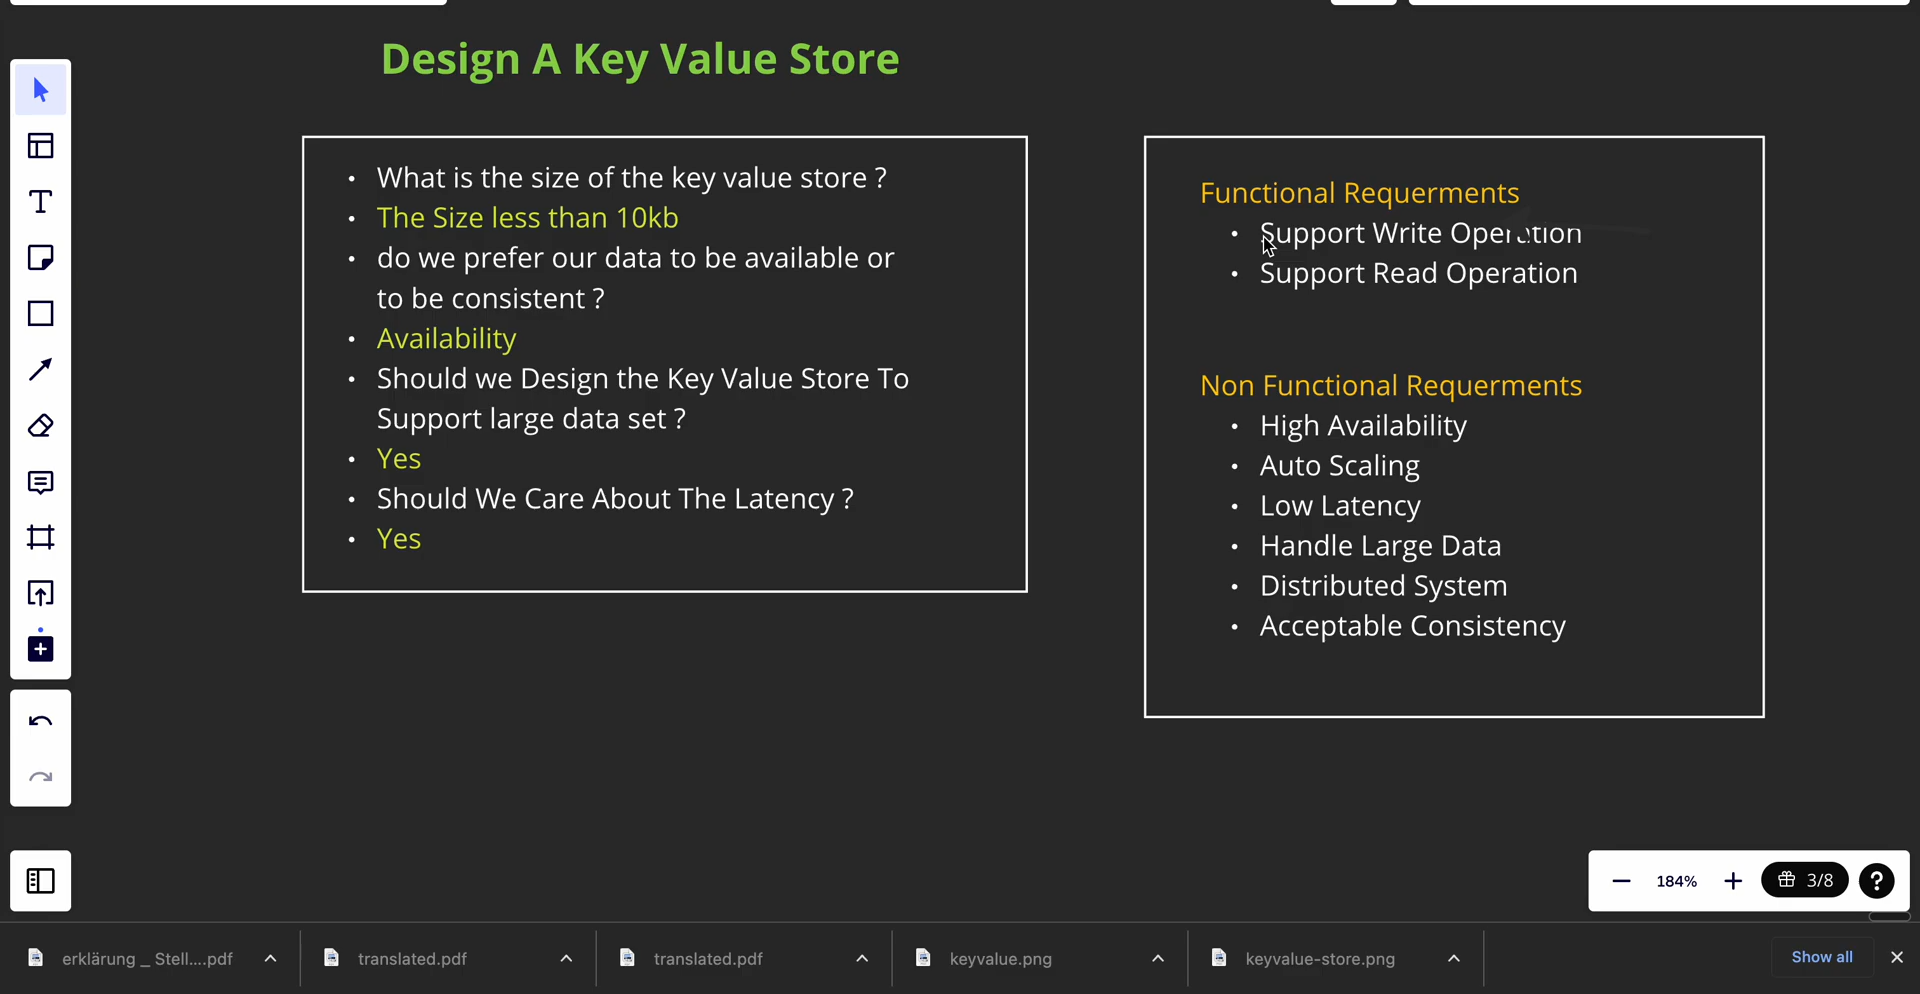 Design A Key Value Store
• What is the size of the key value store ?
• The Size less than 10kb
• do we prefer our data to be available or
to be consistent ?
• Availability
• Should we Design the Key Value Store To
Support large data set ?
• Yes
• Should We Care About The Latency ?
• Yes
Functional Requerments
• Support Write Operation
• Support Read Operation
Non Functional Requerments
• High Availability
• Auto Scaling
• Low Latency
• Handle Large Data
• Distributed System
• Acceptable Consistency
184%
3/8
?
erklärung _ Stell....pdf
translated.pdf
translated.pdf
keyvalue.png
keyvalue-store.png
Show all